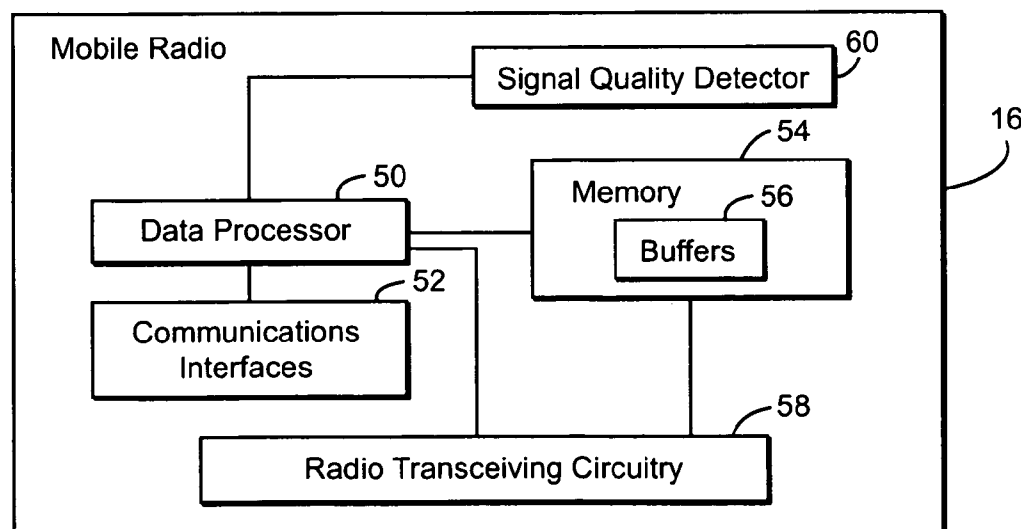 Mobile Radio
60
Signal Quality Detector
16
54
50
Memory
56
Data Processor
Buffers
52
Communications
Interfaces
58
Radio Transceiving Circuitry